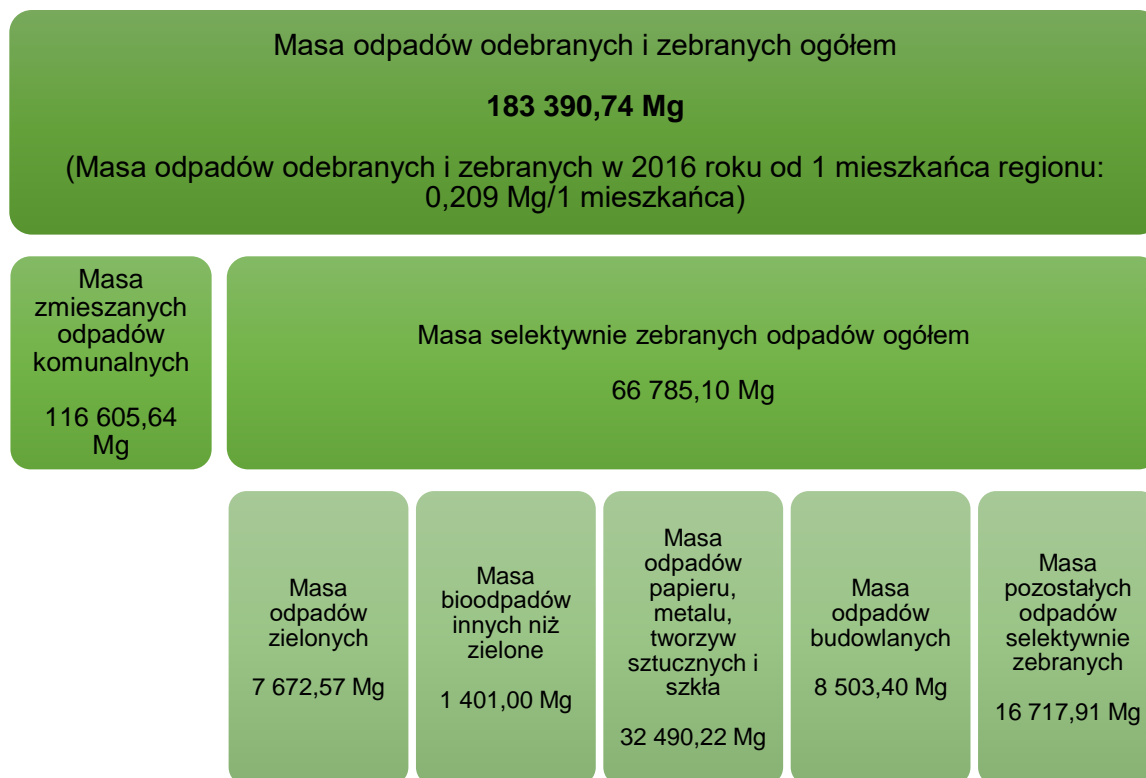 Masa odpadów odebranych i zebranych ogółem
183 390,74 Mg
(Masa odpadów odebranych i zebranych w 2016 roku od 1 mieszkańca regionu:
0,209 Mg/1 mieszkańca)
Masa
zmieszanych
odpadów
komunalnych
116 605,64
Mg
Masa selektywnie zebranych odpadów ogółem
66 785,10 Mg
Masa
odpadów
zielonych
7 672,57 Mg
Masa
bioodpadów
innych niż
zielone
1 401,00 Mg
Masa
odpadów
papieru,
metalu,
tworzyw
sztucznych i
szkła
32 490,22 Mg
Masa
odpadów
budowlanych
8 503,40 Mg
Masa
pozostałych
odpadów
selektywnie
zebranych
16 717,91 Mg